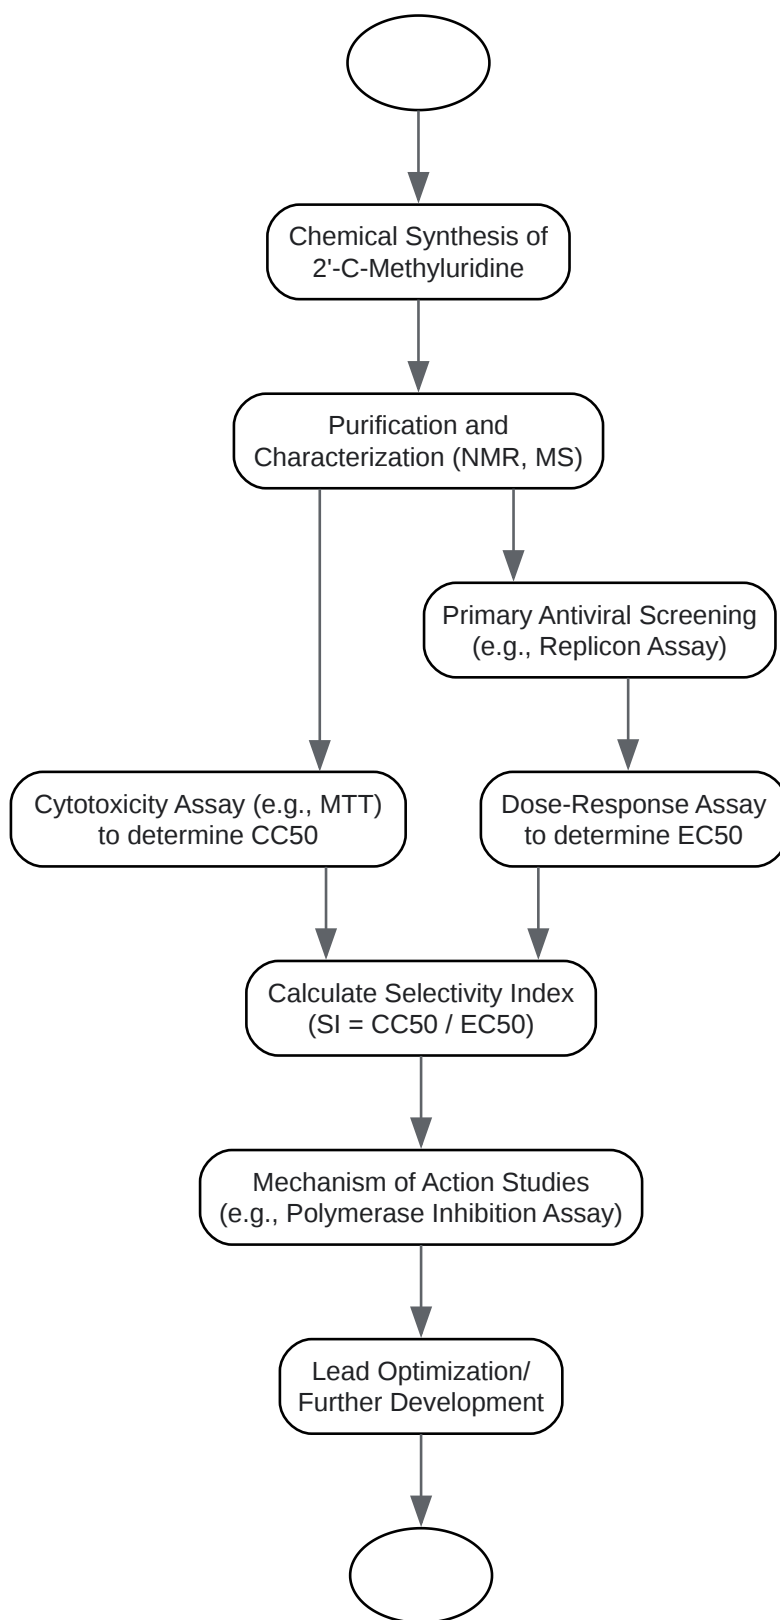 Chemical Synthesis of
2'-C-Methyluridine
Purification and
Characterization (NMR, MS)
Primary Antiviral Screening
(e.g., Replicon Assay)
Cytotoxicity Assay (e.g., MTT)
to determine CC50
Dose-Response Assay
to determine EC50
Calculate Selectivity Index
(SI = CC50 / EC50)
Mechanism of Action Studies
(e.g., Polymerase Inhibition Assay)
Lead Optimization/
Further Development